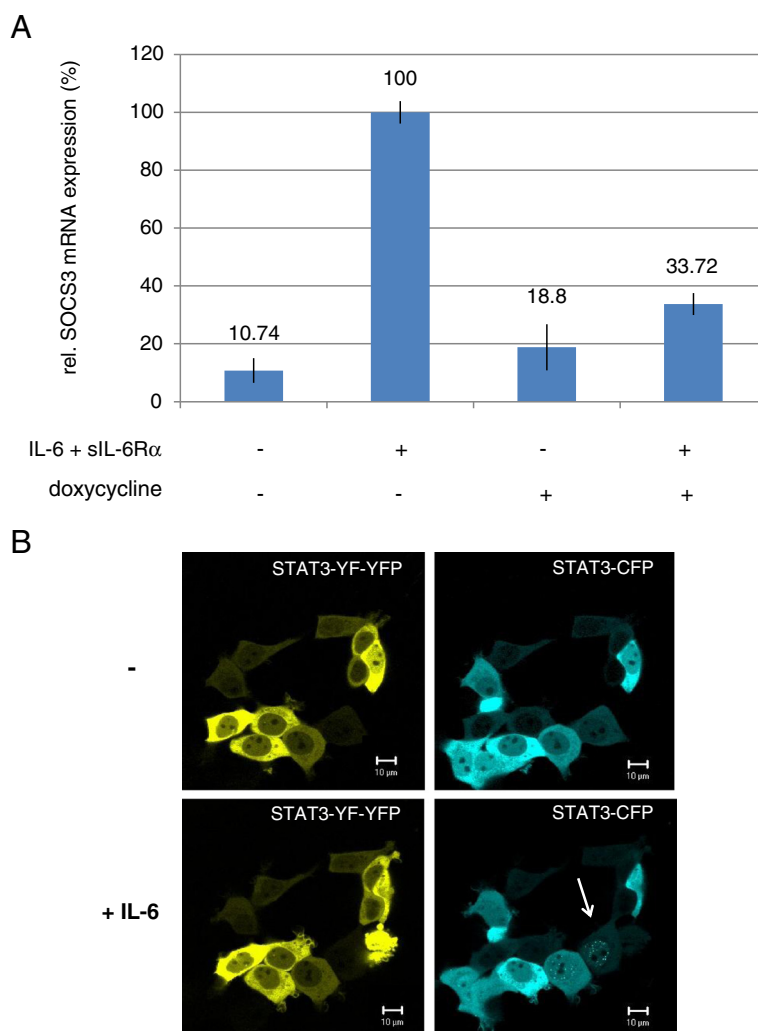 A
rel. SOCS3 mRNA expression (%)
120
100
80
60
40
20
0
10.74
100
18.8
33.72
IL-6 + sIL-6Rα - + - +
doxycycline - - + +
B
STAT3-YF-YFP STAT3-CFP
-
10 µm 10 µm
STAT3-YF-YFP STAT3-CFP
+ IL-6
10 µm 10 µm